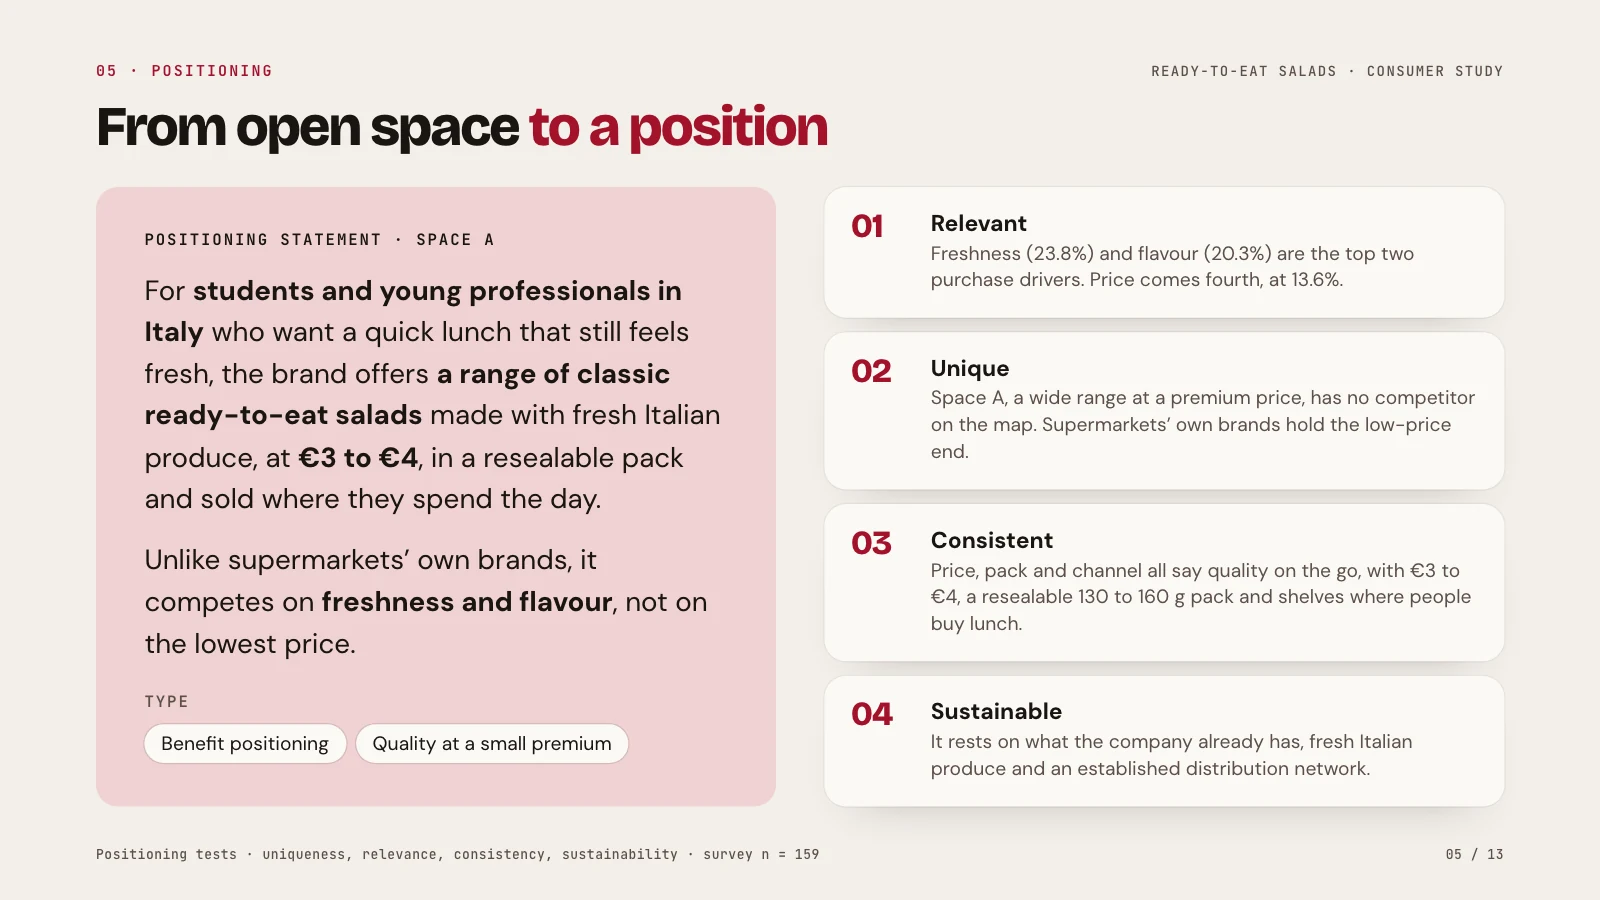 05 · POSITIONING
READY-TO-EAT SALADS · CONSUMER STUDY
From open space to a position
POSITIONING STATEMENT · SPACE A
For students and young professionals in
Italy who want a quick lunch that still feels
fresh, the brand offers a range of classic
ready-to-eat salads made with fresh Italian
produce, at €3 to €4, in a resealable pack
and sold where they spend the day.
Unlike supermarkets’ own brands, it
competes on freshness and flavour, not on
the lowest price.
TYPE
Benefit positioning
Quality at a small premium
01
Relevant
Freshness (23.8%) and flavour (20.3%) are the top two
purchase drivers. Price comes fourth, at 13.6%.
02
Unique
Space A, a wide range at a premium price, has no competitor
on the map. Supermarkets’ own brands hold the low-price
end.
03
Consistent
Price, pack and channel all say quality on the go, with €3 to
€4, a resealable 130 to 160 g pack and shelves where people
buy lunch.
04
Sustainable
It rests on what the company already has, fresh Italian
produce and an established distribution network.
Positioning tests · uniqueness, relevance, consistency, sustainability · survey n = 159
05 / 13